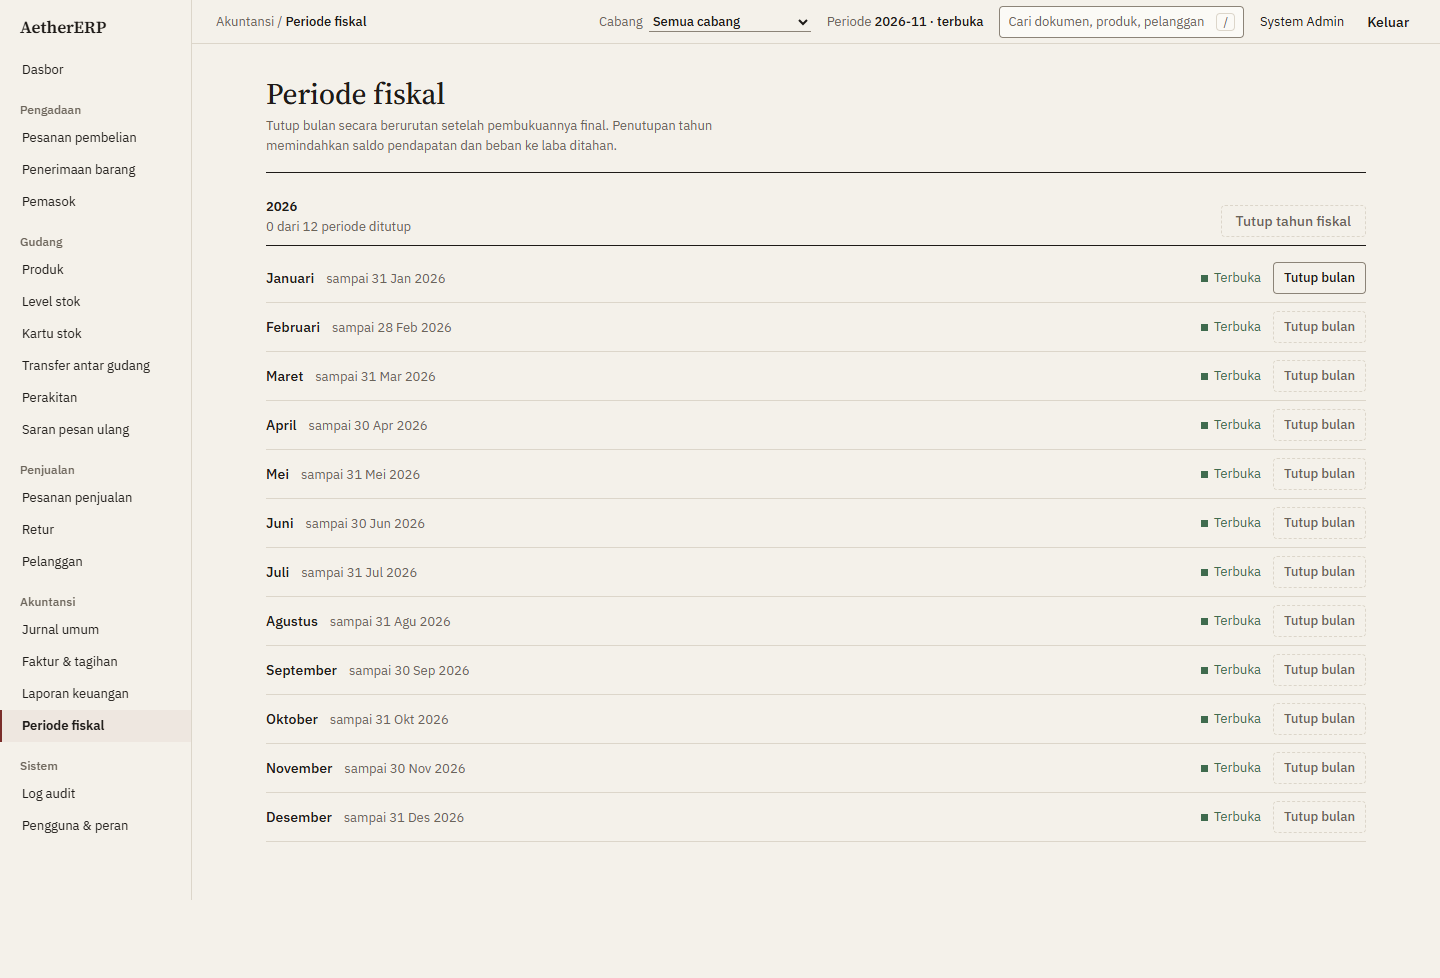 AetherERP
Dasbor
Pengadaan
Pesanan pembelian
Penerimaan barang
Pemasok
Gudang
Produk
Level stok
Kartu stok
Transfer antar gudang
Perakitan
Saran pesan ulang
Penjualan
Pesanan penjualan
Retur
Pelanggan
Akuntansi
Jurnal umum
Faktur & tagihan
Laporan keuangan
Periode fiskal
Sistem
Log audit
Pengguna & peran
Akuntansi / Periode fiskal
Cabang Semua cabang
Periode 2026-11 · terbuka
Cari dokumen, produk, pelanggan /
System Admin
Keluar
Periode fiskal
Tutup bulan secara berurutan setelah pembukuannya final. Penutupan tahun
memindahkan saldo pendapatan dan beban ke laba ditahan.
2026
0 dari 12 periode ditutup
Tutup tahun fiskal
Januari sampai 31 Jan 2026 Terbuka Tutup bulan
Februari sampai 28 Feb 2026 Terbuka Tutup bulan
Maret sampai 31 Mar 2026 Terbuka Tutup bulan
April sampai 30 Apr 2026 Terbuka Tutup bulan
Mei sampai 31 Mei 2026 Terbuka Tutup bulan
Juni sampai 30 Jun 2026 Terbuka Tutup bulan
Juli sampai 31 Jul 2026 Terbuka Tutup bulan
Agustus sampai 31 Agu 2026 Terbuka Tutup bulan
September sampai 30 Sep 2026 Terbuka Tutup bulan
Oktober sampai 31 Okt 2026 Terbuka Tutup bulan
November sampai 30 Nov 2026 Terbuka Tutup bulan
Desember sampai 31 Des 2026 Terbuka Tutup bulan